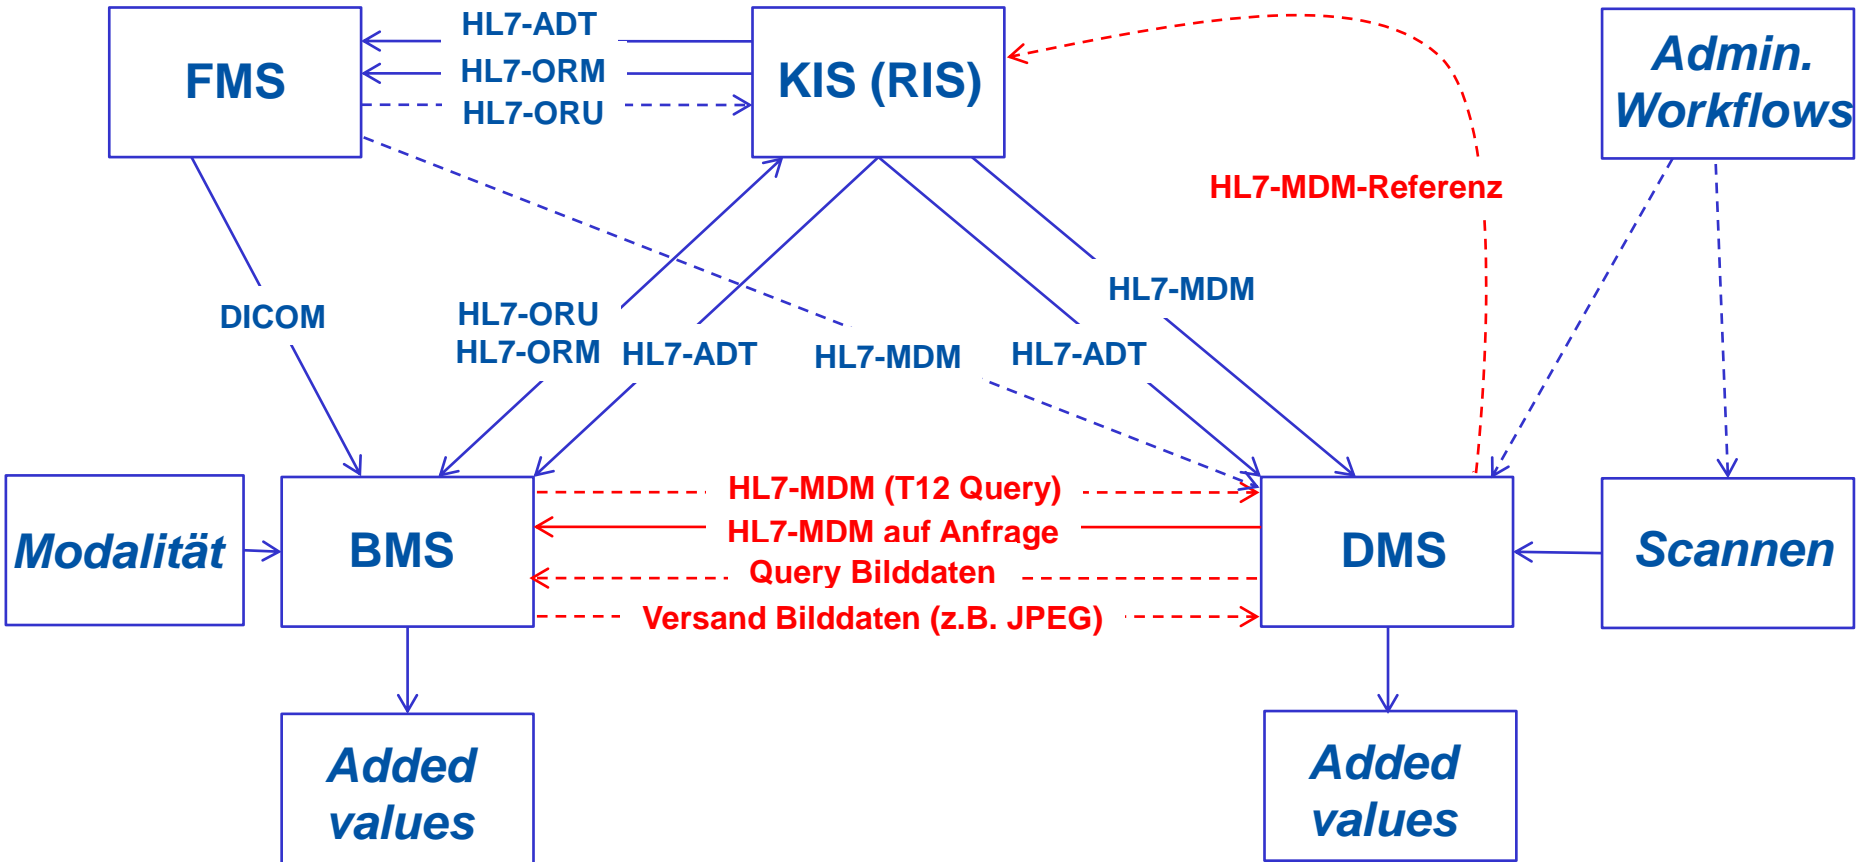 HL7-ADT
FMS
HL7-ORM
HL7-ORU
KIS (RIS)
Admin.
Workflows
HL7-MDM-Referenz
DICOM
HL7-ORU
HL7-ORM
HL7-ADT
HL7-MDM
HL7-ADT
HL7-MDM
Modalität
BMS
HL7-MDM (T12 Query)
HL7-MDM auf Anfrage
Query Bilddaten
Versand Bilddaten (z.B. JPEG)
DMS
Scannen
Added
values
Added
values